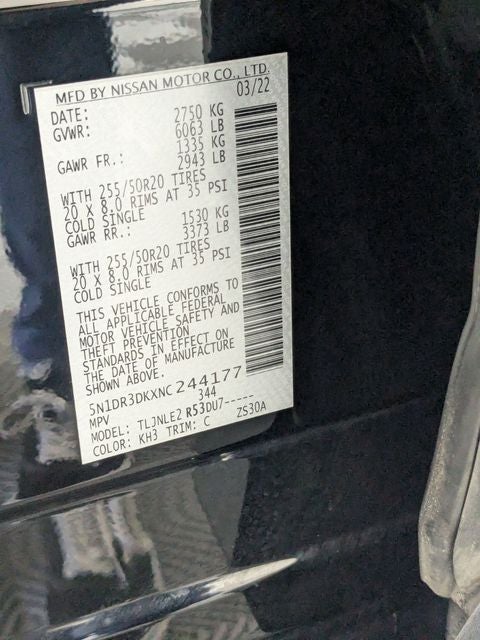 MFD BY NISSAN MOTOR CO., LTD.
DATE: 03/22
GVWR: 2750 KG
6063 LB
GAWR FR.: 1335 KG
2943 LB
WITH 255/50R20 TIRES
20 X 8.0 RIMS AT 35 PSI
COLD SINGLE
GAWR RR.: 1530 KG
3373 LB
WITH 255/50R20 TIRES
20 X 8.0 RIMS AT 35 PSI
COLD SINGLE
THIS VEHICLE CONFORMS TO
ALL APPLICABLE FEDERAL
MOTOR VEHICLE SAFETY AND
THEFT PREVENTION
STANDARDS IN EFFECT ON
THE DATE OF MANUFACTURE
SHOWN ABOVE.
5N1DR3DKXNC244177
MPV 344
MODEL: TLJNLE2 R53DU7-----
COLOR: KH3 TRIM: C ZS30A